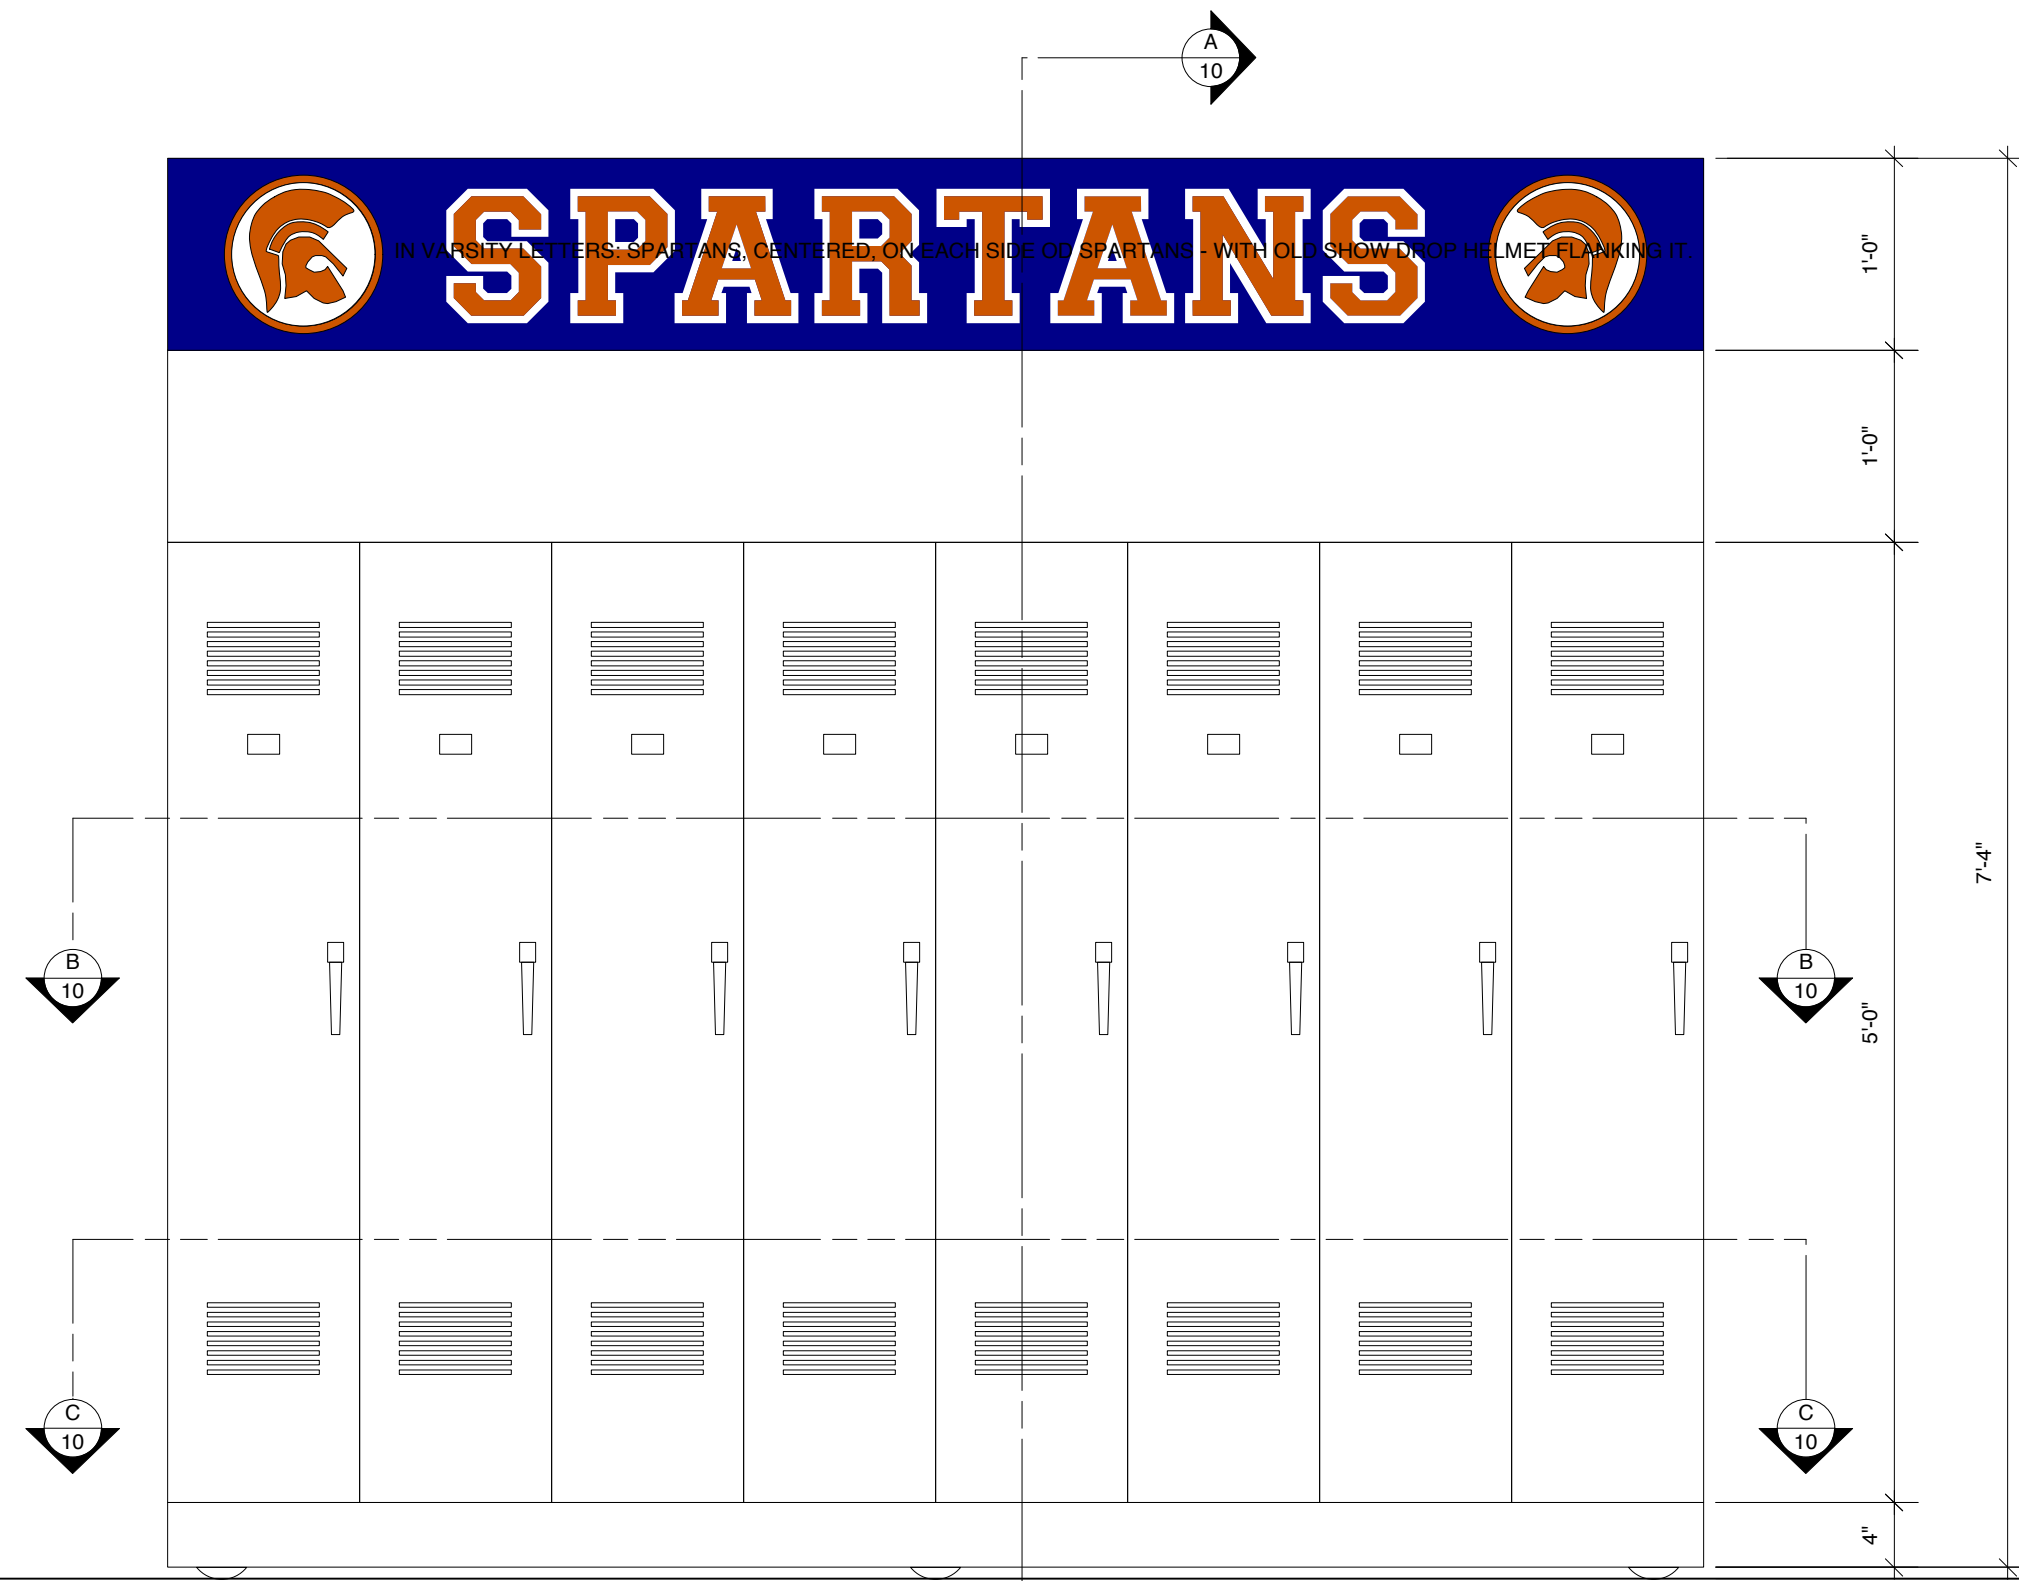 A
10
SPARTANS
IN VARSITY LETTERS: SPARTANS, CENTERED, ON EACH SIDE OD SPARTANS - WITH OLD SHOW DROP HELMET FLANKING IT.
1'-0"
1'-0"
7'-4"
B
10
B
10
5'-0"
C
10
C
10
4"